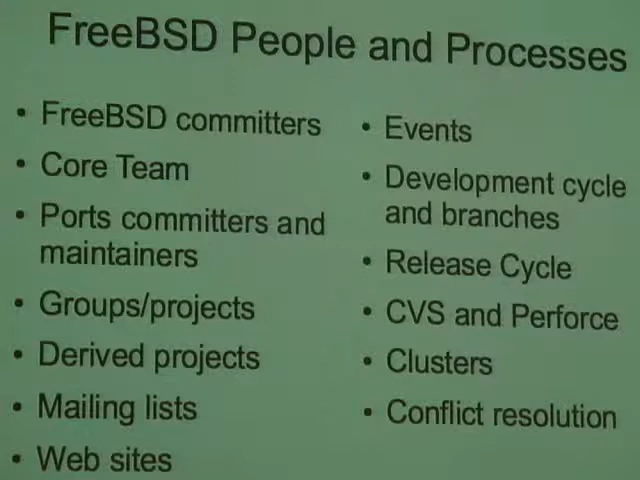 FreeBSD People and Processes
• FreeBSD committers
• Core Team
• Ports committers and
maintainers
• Groups/projects
• Derived projects
• Mailing lists
• Web sites
• Events
• Development cycle
and branches
• Release Cycle
• CVS and Perforce
• Clusters
• Conflict resolution